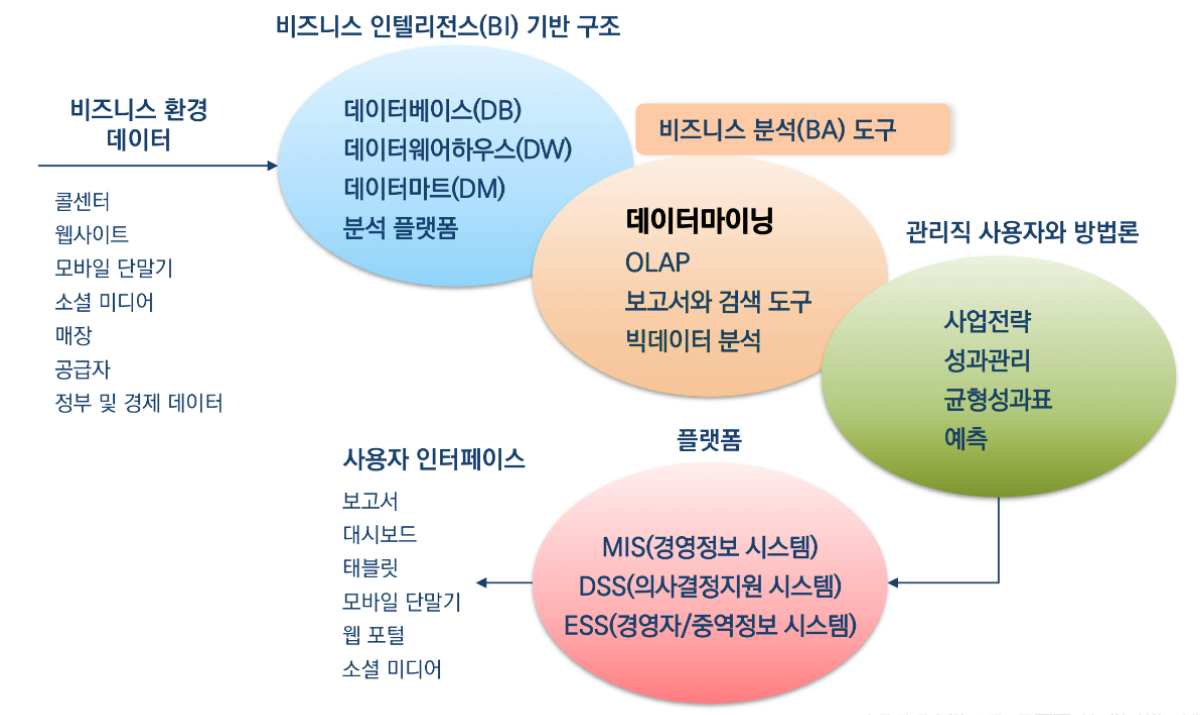 비즈니스 인텔리전스(BI) 기반 구조
비즈니스 환경
데이터
콜센터
웹사이트
모바일 단말기
소셜 미디어
매장
공급자
정부 및 경제 데이터
데이터베이스(DB)
데이터웨어하우스(DW)
데이터마트(DM)
분석 플랫폼
비즈니스 분석(BA) 도구
데이터마이닝
OLAP
보고서와 검색 도구
빅데이터 분석
관리직 사용자와 방법론
사업전략
성과관리
균형성과표
예측
플랫폼
MIS(경영정보 시스템)
DSS(의사결정지원 시스템)
ESS(경영자/중역정보 시스템)
사용자 인터페이스
보고서
대시보드
태블릿
모바일 단말기
웹 포털
소셜 미디어